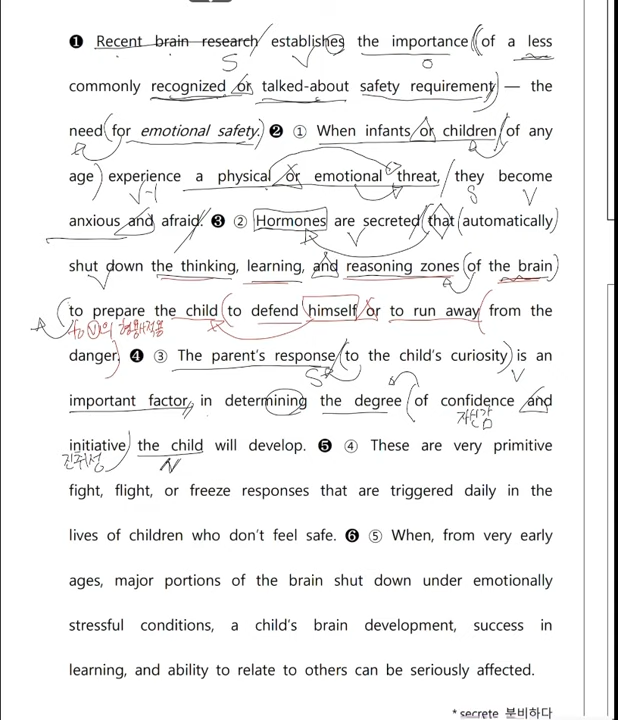 ❶ Recent brain research establishes the importance of a less
commonly recognized or talked-about safety requirement — the
need for emotional safety. ❷ ① When infants or children of any
age experience a physical or emotional threat, they become
anxious and afraid. ❸ ② Hormones are secreted that automatically
shut down the thinking, learning, and reasoning zones of the brain
to prepare the child to defend himself or to run away from the
danger. ❹ ③ The parent's response to the child's curiosity is an
important factor in determining the degree of confidence and
자신감
initiative the child will develop. ❺ ④ These are very primitive
진취성
fight, flight, or freeze responses that are triggered daily in the
lives of children who don't feel safe. ❻ ⑤ When, from very early
ages, major portions of the brain shut down under emotionally
stressful conditions, a child's brain development, success in
learning, and ability to relate to others can be seriously affected.
* secrete 분비하다